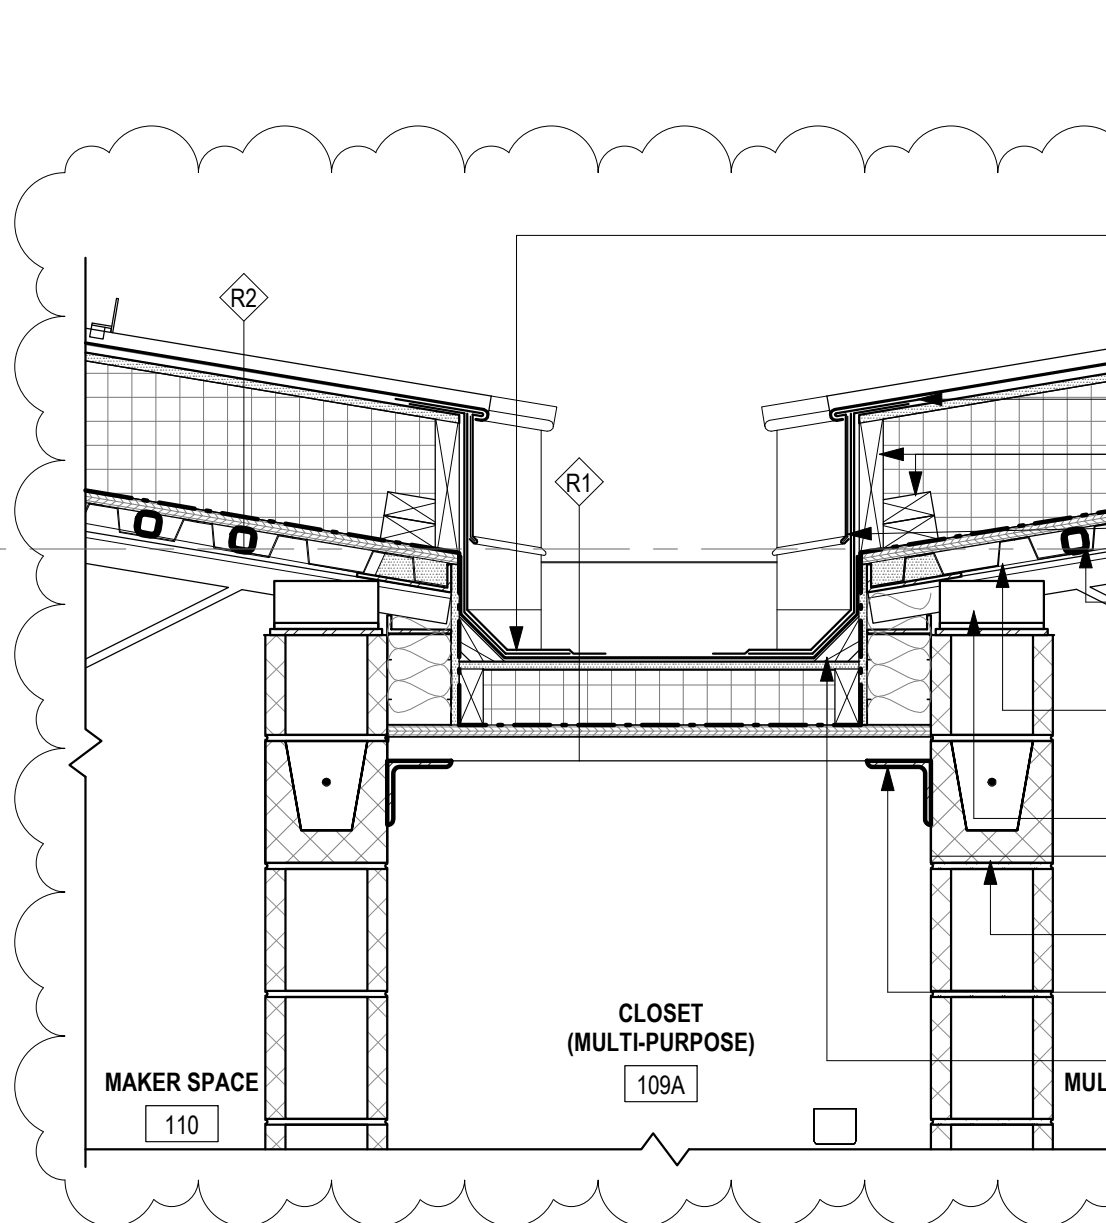 R2
R1
CLOSET
(MULTI-PURPOSE)
109A
MAKER SPACE
110
MUL